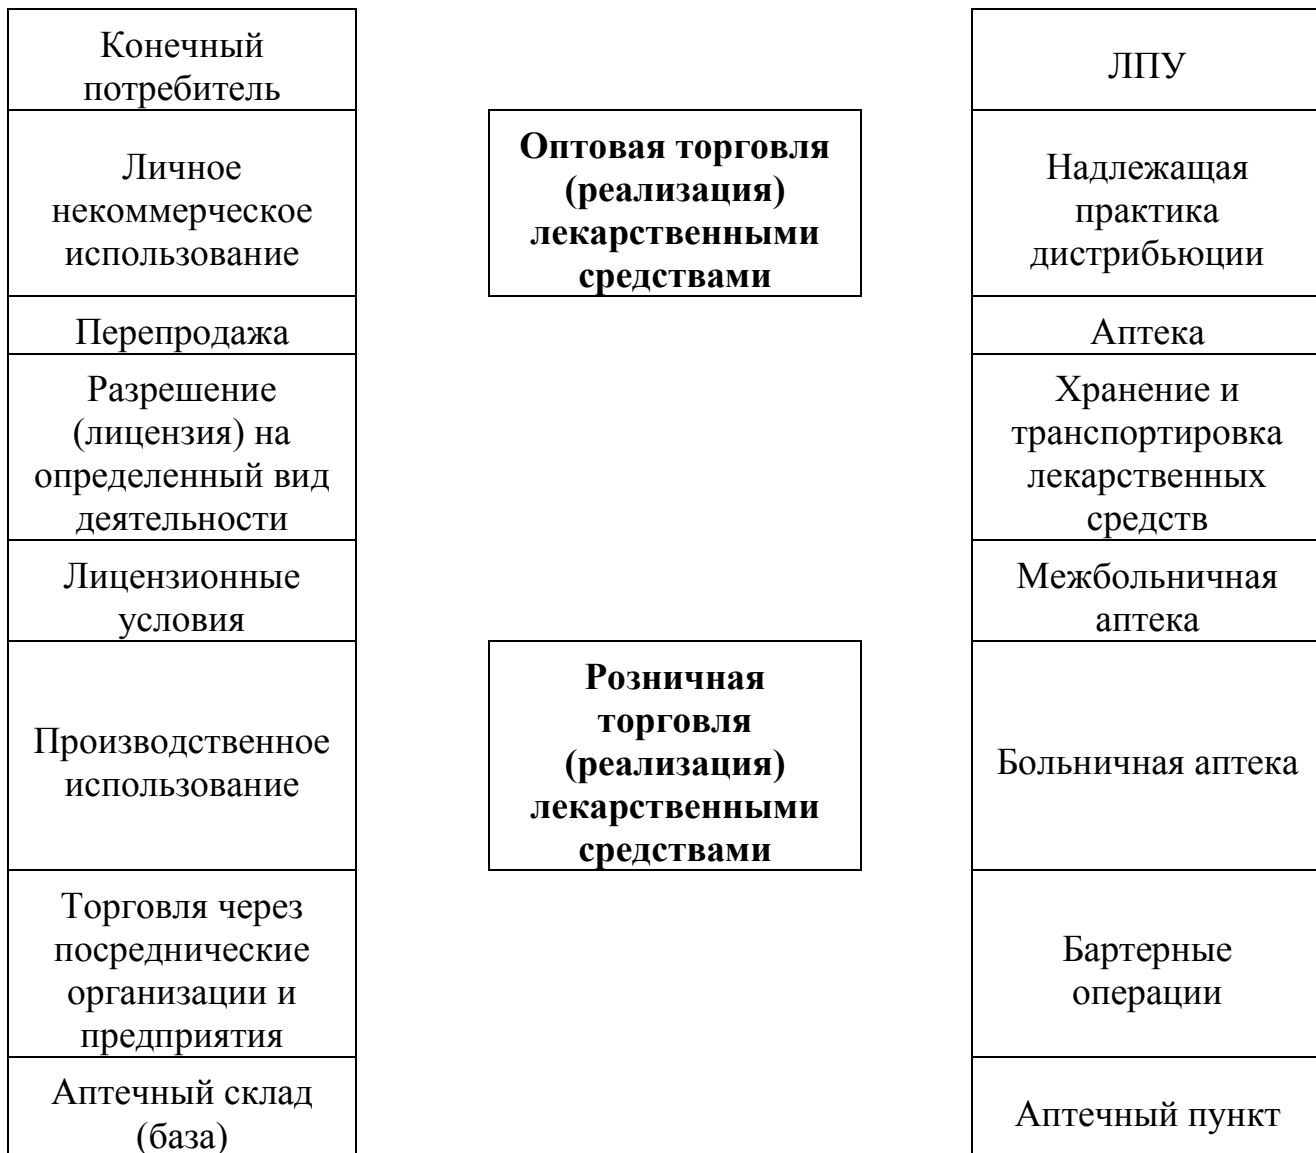 Конечный
потребитель
Личное
некоммерческое
использование
Перепродажа
Разрешение
(лицензия) на
определенный вид
деятельности
Лицензионные
условия
Производственное
использование
Торговля через
посреднические
организации и
предприятия
Аптечный склад
(база)
Оптовая торговля
(реализация)
лекарственными
средствами
Розничная
торговля
(реализация)
лекарственными
средствами
ЛПУ
Надлежащая
практика
дистрибьюции
Аптека
Хранение и
транспортировка
лекарственных
средств
Межбольничная
аптека
Больничная аптека
Бартерные
операции
Аптечный пункт